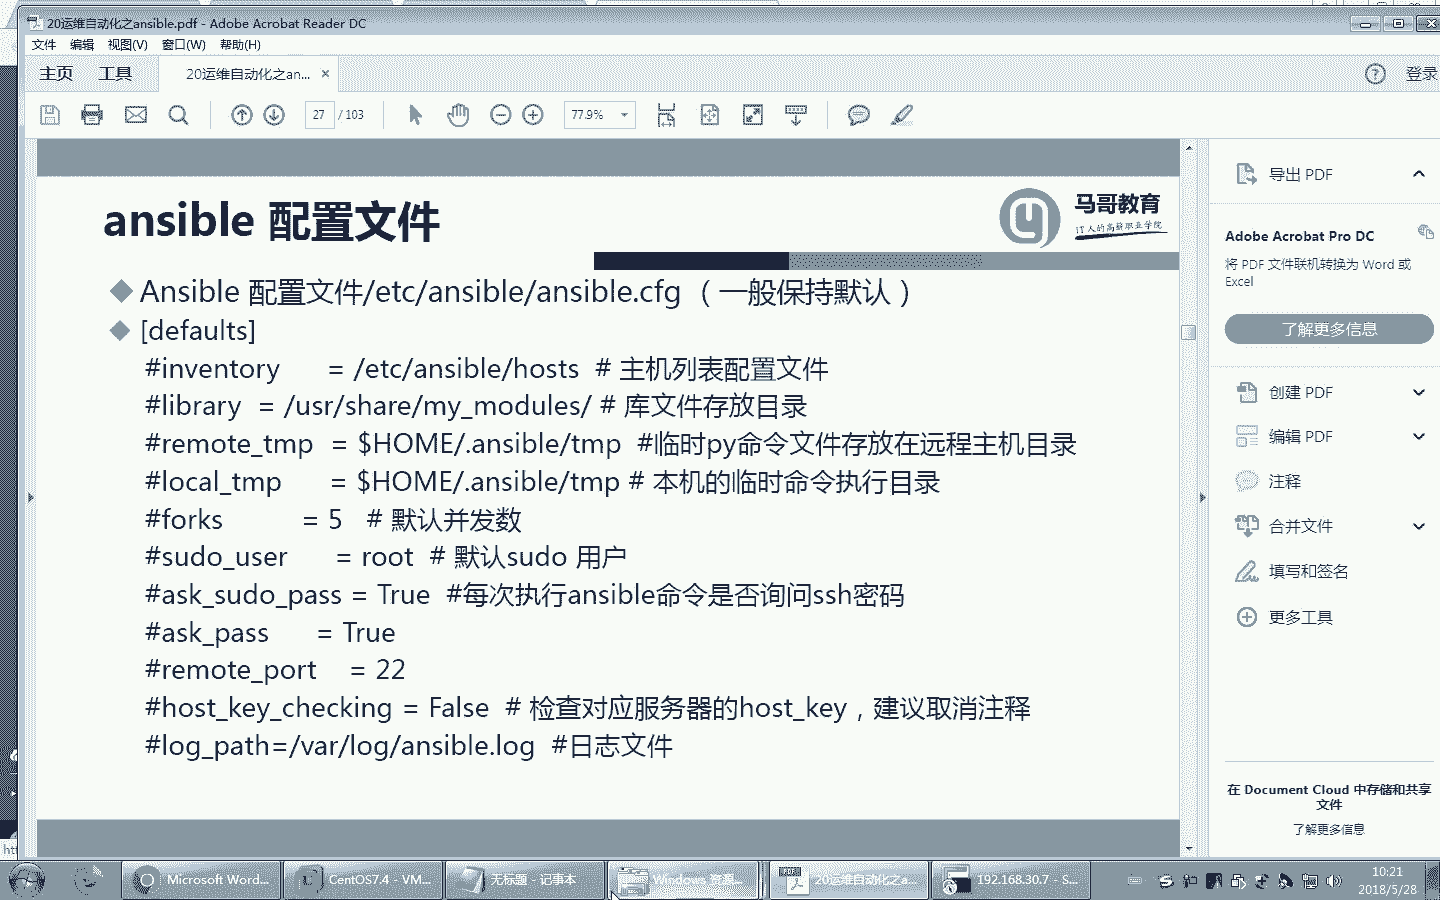 20运维自动化之ansible.pdf - Adobe Acrobat Reader DC
文件 编辑 视图(V) 窗口(W) 帮助(H)
主页 工具 20运维自动化之an... × 登录
27 / 103 77.9%
ansible 配置文件
马哥教育
IT人的高薪职业学院
◆ Ansible 配置文件/etc/ansible/ansible.cfg （一般保持默认）
◆ [defaults]
#inventory = /etc/ansible/hosts # 主机列表配置文件
#library = /usr/share/my_modules/ # 库文件存放目录
#remote_tmp = $HOME/.ansible/tmp #临时py命令文件存放在远程主机目录
#local_tmp = $HOME/.ansible/tmp # 本机的临时命令执行目录
#forks = 5 # 默认并发数
#sudo_user = root # 默认sudo 用户
#ask_sudo_pass = True #每次执行ansible命令是否询问ssh密码
#ask_pass = True
#remote_port = 22
#host_key_checking = False # 检查对应服务器的host_key，建议取消注释
#log_path=/var/log/ansible.log #日志文件
导出 PDF
Adobe Acrobat Pro DC
将 PDF 文件联机转换为 Word 或
Excel
了解更多信息
创建 PDF
编辑 PDF
注释
合并文件
填写和签名
更多工具
在 Document Cloud 中存储和共享
文件
了解更多信息
Microsoft Word... CentOS7.4 - VM... 无标题 - 记事本 Windows 资源... 20运维自动化之a... 192.168.30.7 - S...
10:21
2018/5/28